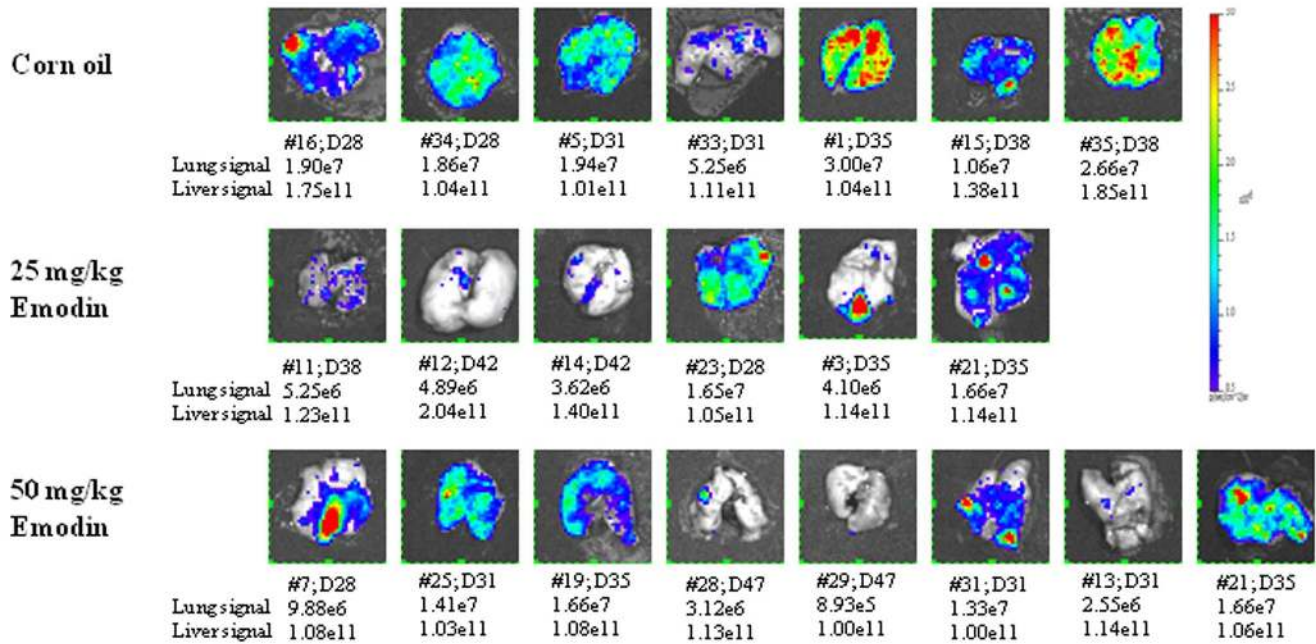 Corn oil
#16;D28 #34;D28 #5;D31 #33;D31 #1;D35 #15;D38 #35;D38
Lung signal 1.90e7 1.86e7 1.94e7 5.25e6 3.00e7 1.06e7 2.66e7
Liver signal 1.75e11 1.04e11 1.01e11 1.11e11 1.04e11 1.38e11 1.85e11
25 mg/kg
Emodin
#11;D38 #12;D42 #14;D42 #23;D28 #3;D35 #21;D35
Lung signal 5.25e6 4.89e6 3.62e6 1.65e7 4.10e6 1.66e7
Liver signal 1.23e11 2.04e11 1.40e11 1.05e11 1.14e11 1.14e11
50 mg/kg
Emodin
#7;D28 #25;D31 #19;D35 #28;D47 #29;D47 #31;D31 #13;D31 #21;D35
Lung signal 9.88e6 1.41e7 1.66e7 3.12e6 8.93e5 1.33e7 2.55e6 1.66e7
Liver signal 1.08e11 1.03e11 1.08e11 1.13e11 1.00e11 1.00e11 1.14e11 1.06e11